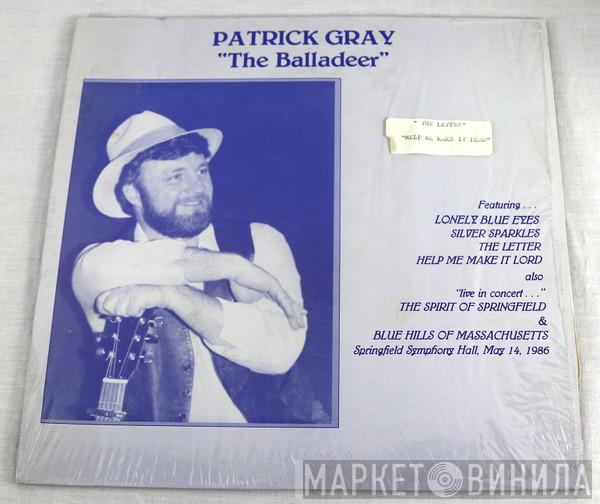 PATRICK GRAY
"The Balladeer"
" THE LETTER"
"HELP ME MAKE IT LORD"
Featuring . . .
LONELY BLUE EYES
SILVER SPARKLES
THE LETTER
HELP ME MAKE IT LORD
also
"live in concert . . ."
THE SPIRIT OF SPRINGFIELD
&
BLUE HILLS OF MASSACHUSETTS
Springfield Symphony Hall, May 14, 1986
МАРКЕТ ВИНИЛА